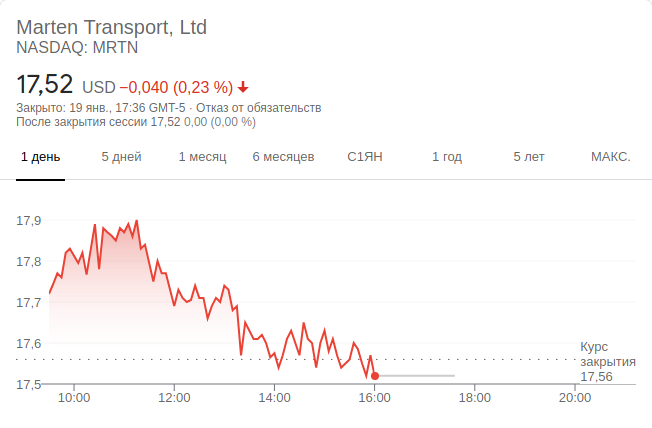 Marten Transport, Ltd
NASDAQ: MRTN
17,52 USD −0,040 (0,23 %)
Закрыто: 19 янв., 17:36 GMT-5 · Отказ от обязательств
После закрытия сессии 17,52 0,00 (0,00 %)
1 день 5 дней 1 месяц 6 месяцев С1ЯН 1 год 5 лет МАКС.
17,9
17,8
17,7
17,6
Курс
закрытия
17,56
17,5
10:00 12:00 14:00 16:00 18:00 20:00